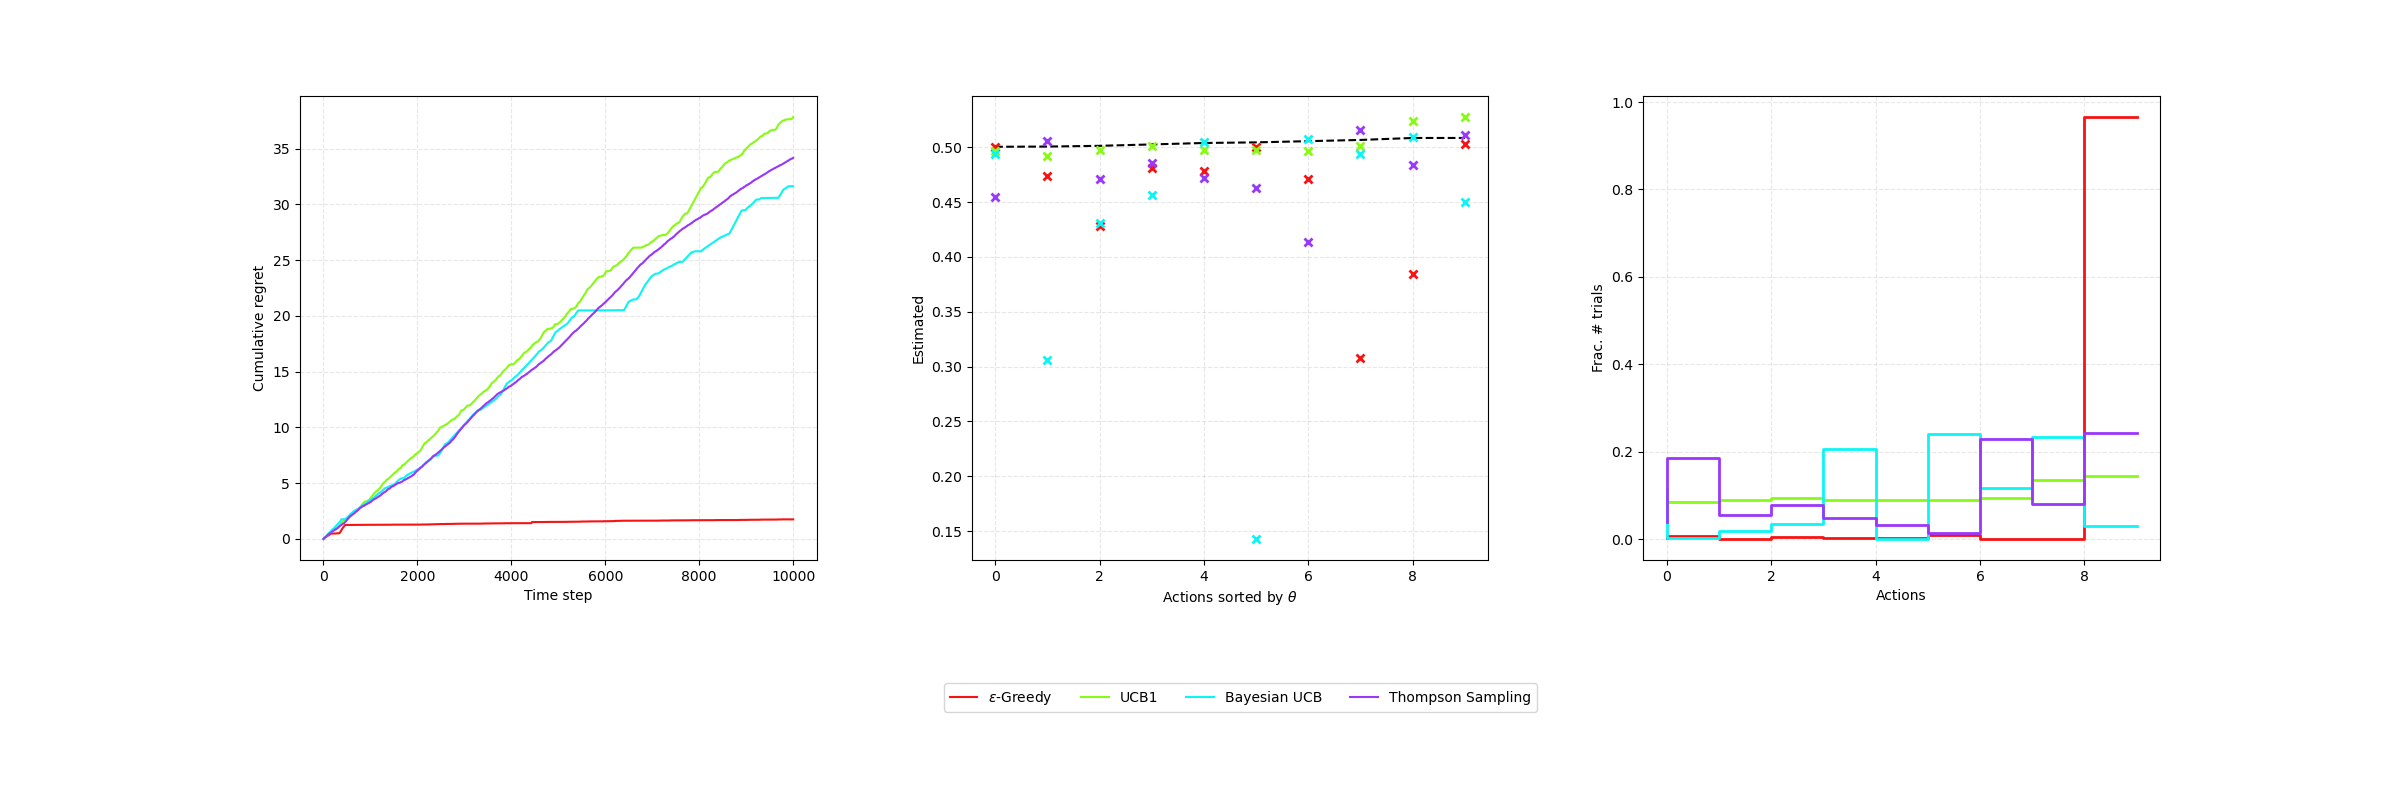 Cumulative regret
35
30
25
20
15
10
5
0
0 2000 4000 6000 8000 10000
Time step
Estimated
0.50
0.45
0.40
0.35
0.30
0.25
0.20
0.15
0 2 4 6 8
Actions sorted by θ
Frac. # trials
1.0
0.8
0.6
0.4
0.2
0.0
0 2 4 6 8
Actions
ε-Greedy UCB1 Bayesian UCB Thompson Sampling